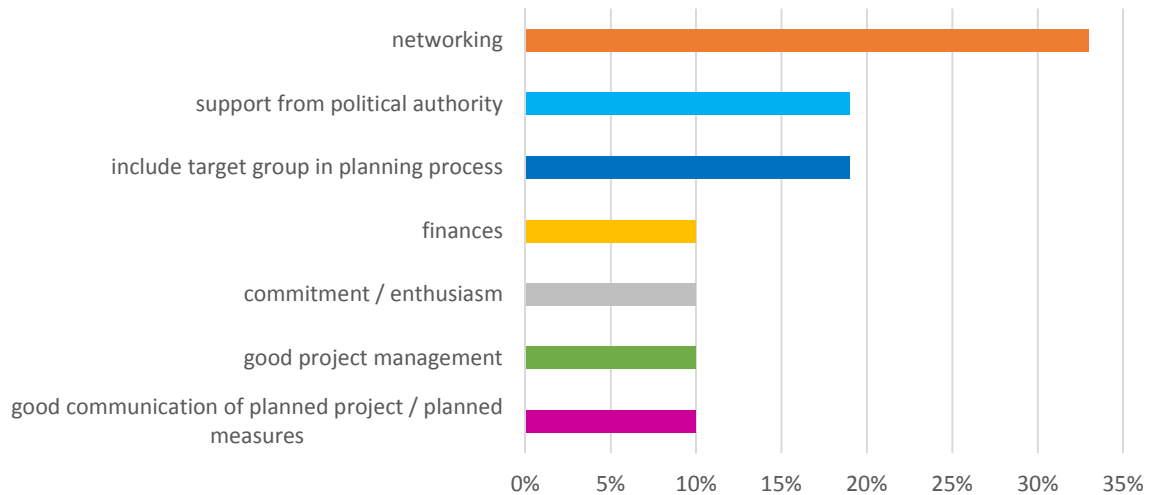 networking
support from political authority
include target group in planning process
finances
commitment / enthusiasm
good project management
good communication of planned project / planned
measures
0% 5% 10% 15% 20% 25% 30% 35%